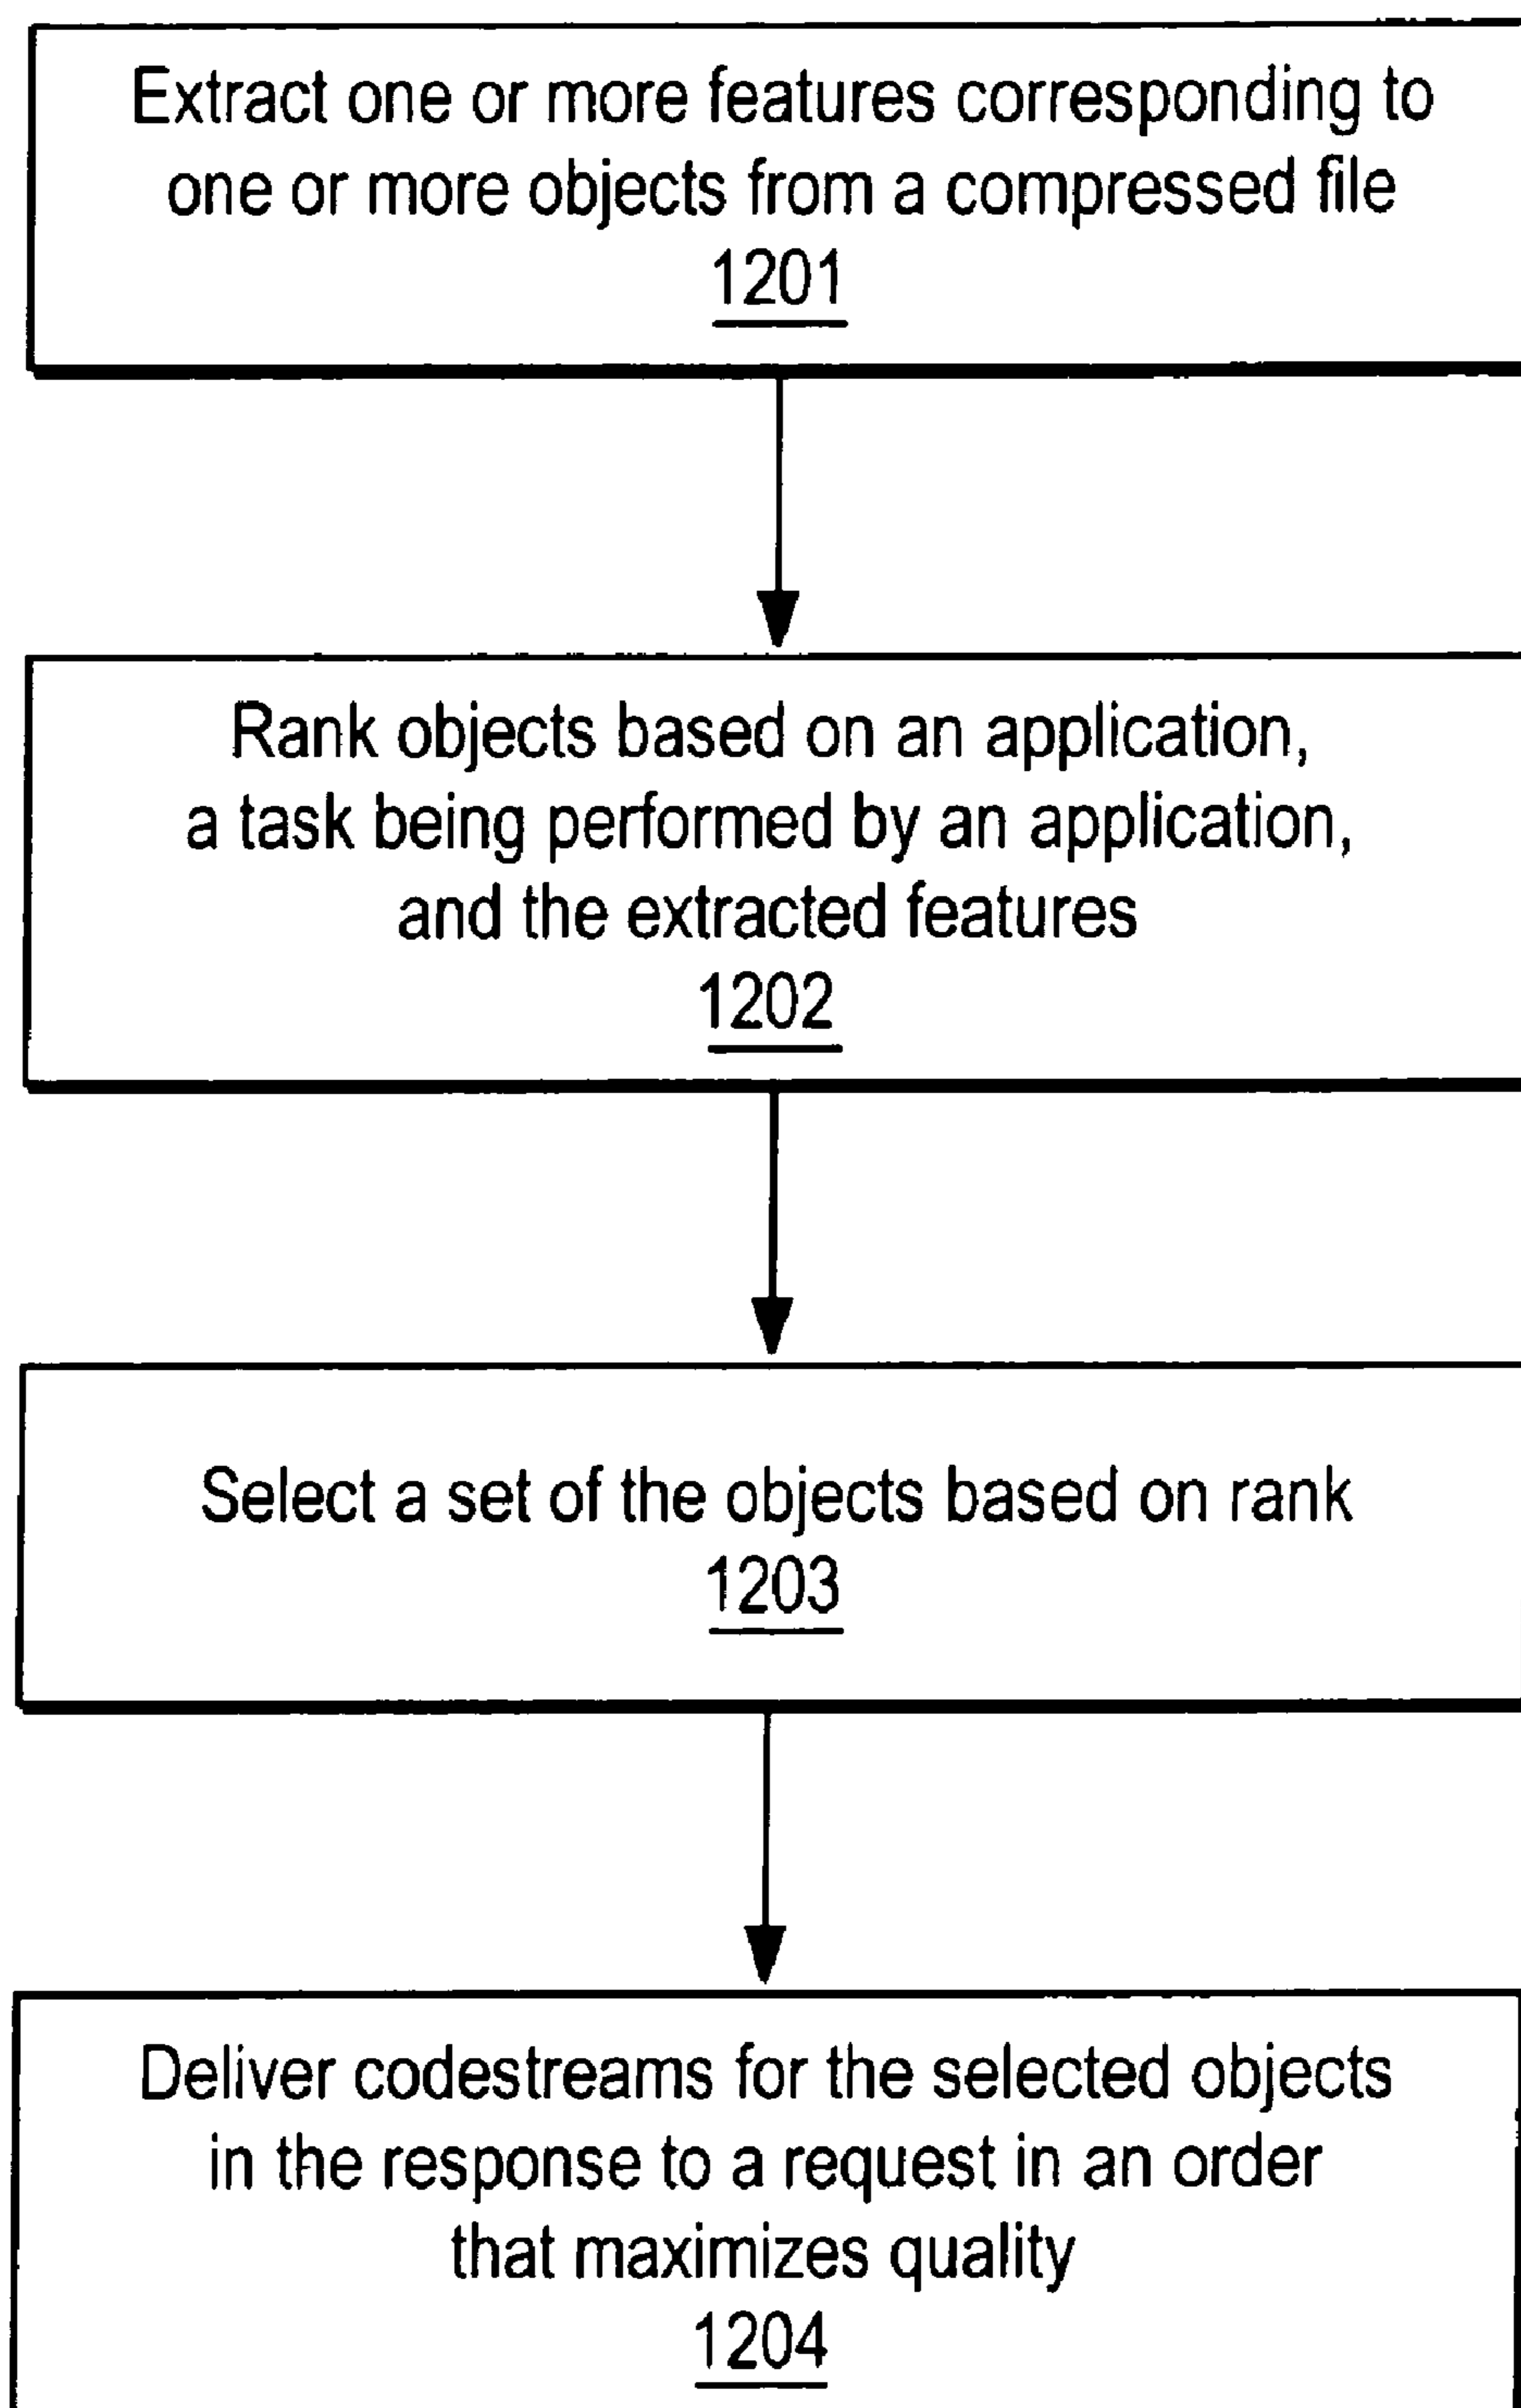 Extract one or more features corresponding to
one or more objects from a compressed file
1201
Rank objects based on an application,
a task being performed by an application,
and the extracted features
1202
Select a set of the objects based on rank
1203
Deliver codestreams for the selected objects
in the response to a request in an order
that maximizes quality
1204